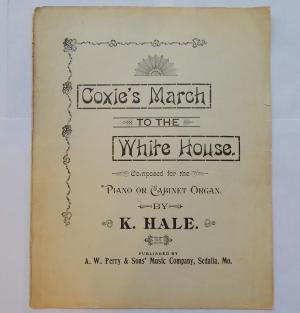 Coxie's March
TO THE
White House.
Composed for the
Piano or Cabinet Organ.
BY
K. HALE.
PUBLISHED BY
A. W. Perry & Sons' Music Company, Sedalia, Mo.